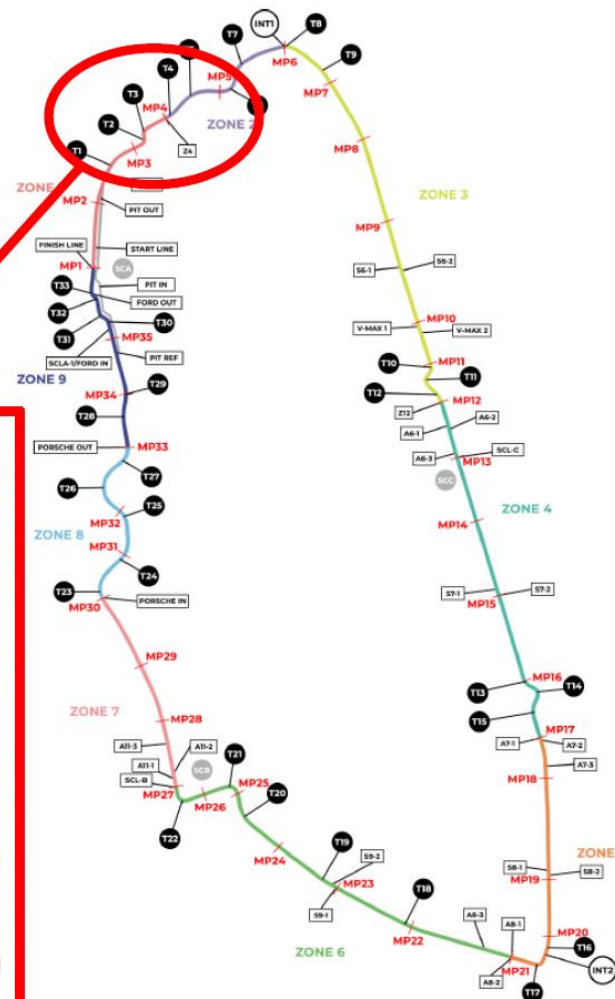 INT1
T8
T7
T9
MP6
MP5
MP7
T4
T3
MP4
T2
ZONE 2
Z4
T1
MP3
MP8
ZONE
MP2
PIT OUT
ZONE 3
MP9
FINISH LINE
START LINE
MP1
SCA
S6-1
S6-2
T33
PIT IN
FORD OUT
T32
T30
T31
MP35
MP10
V-MAX 1
V-MAX 2
SCLA-1/FORD IN
PIT REF
T10
MP11
T11
ZONE 9
MP34
T29
T12
MP12
Z12
A6-2
T28
A6-1
PORSCHE OUT
MP33
A6-3
MP13
SCL-C
T27
SCC
T26
T25
MP32
ZONE 4
MP14
ZONE 8
MP31
T24
T23
S7-1
S7-2
MP30
PORSCHE IN
MP15
MP29
MP16
T13
T14
ZONE 7
MP28
T15
MP17
A11-3
A11-2
T21
A7-1
A7-2
A11-1
SCB
A7-3
SCL-B
MP25
MP18
MP27
MP26
T20
T22
MP24
T19
ZONE
S9-2
S8-1
S8-2
MP23
MP19
S9-1
T18
A8-3
A8-1
MP20
MP22
T16
ZONE 6
MP21
INT2
A8-2
T17